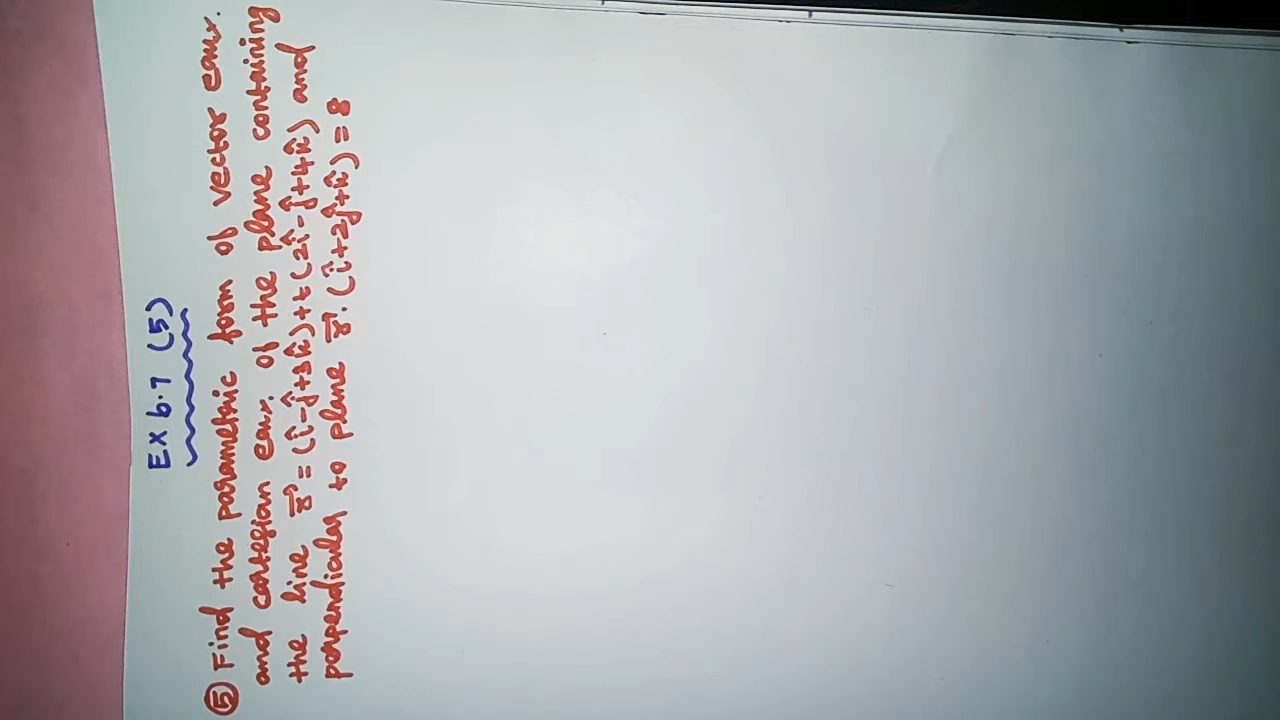 EX 6.7 (5)
⑤ Find the parametric form of vector eqn.
and cartesian eqn. of the plane containing
the line r⃗ = (î-ĵ+3k̂)+t(2î-ĵ+4k̂) and
perpendicular to plane r⃗.(î+2ĵ+k̂)=8